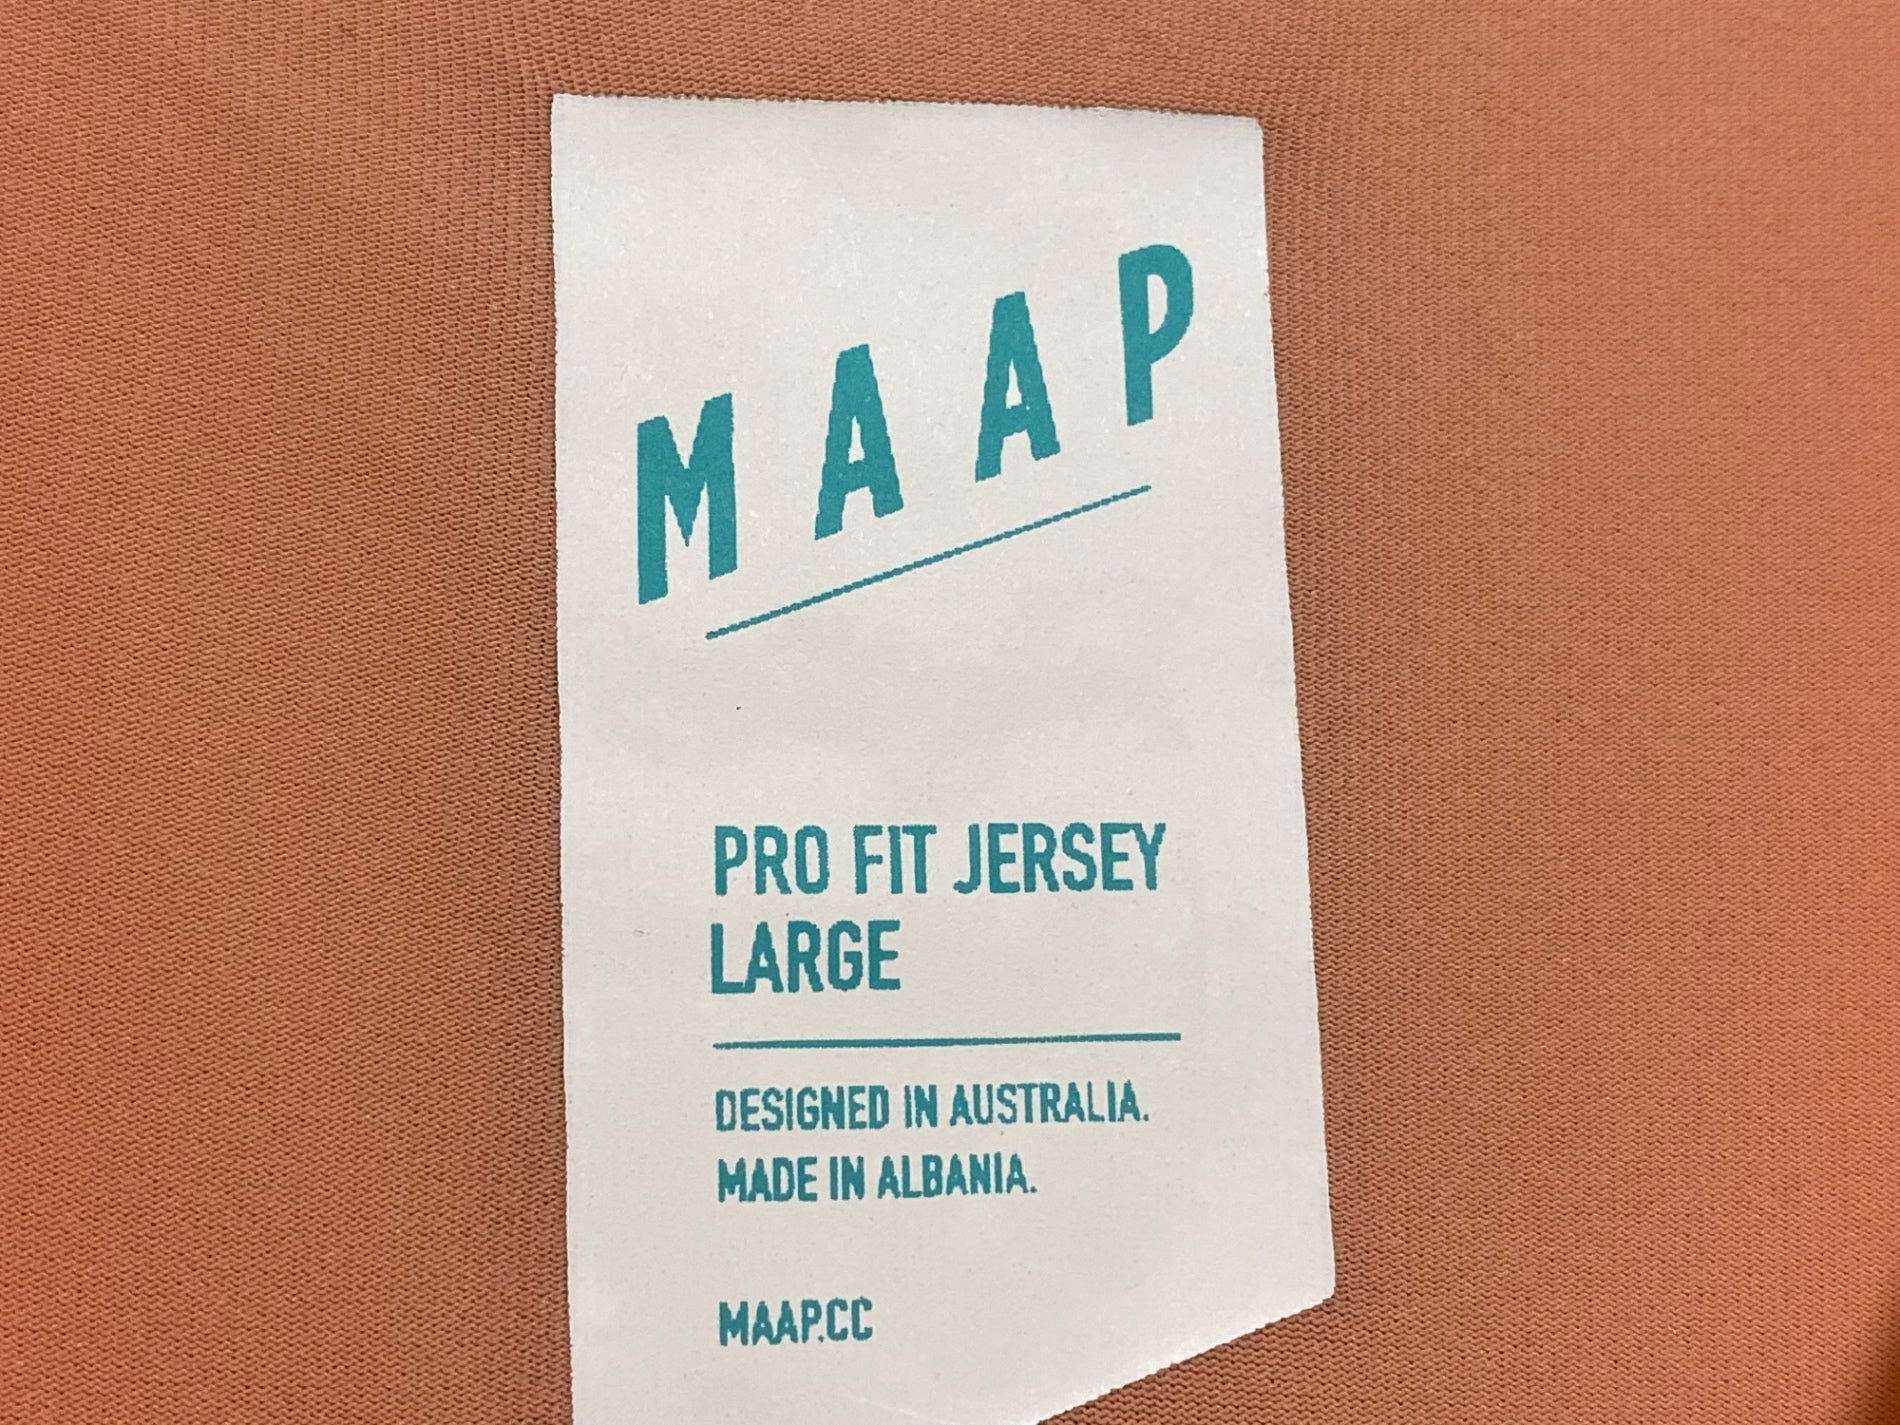 MAAP
PRO FIT JERSEY
LARGE
DESIGNED IN AUSTRALIA.
MADE IN ALBANIA.
MAAP.CC